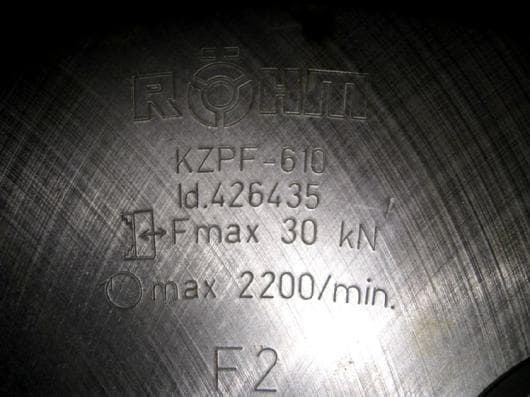 RÖHM
KZPF-610
Id.426435
Fmax 30 kN
max 2200/min.
F2